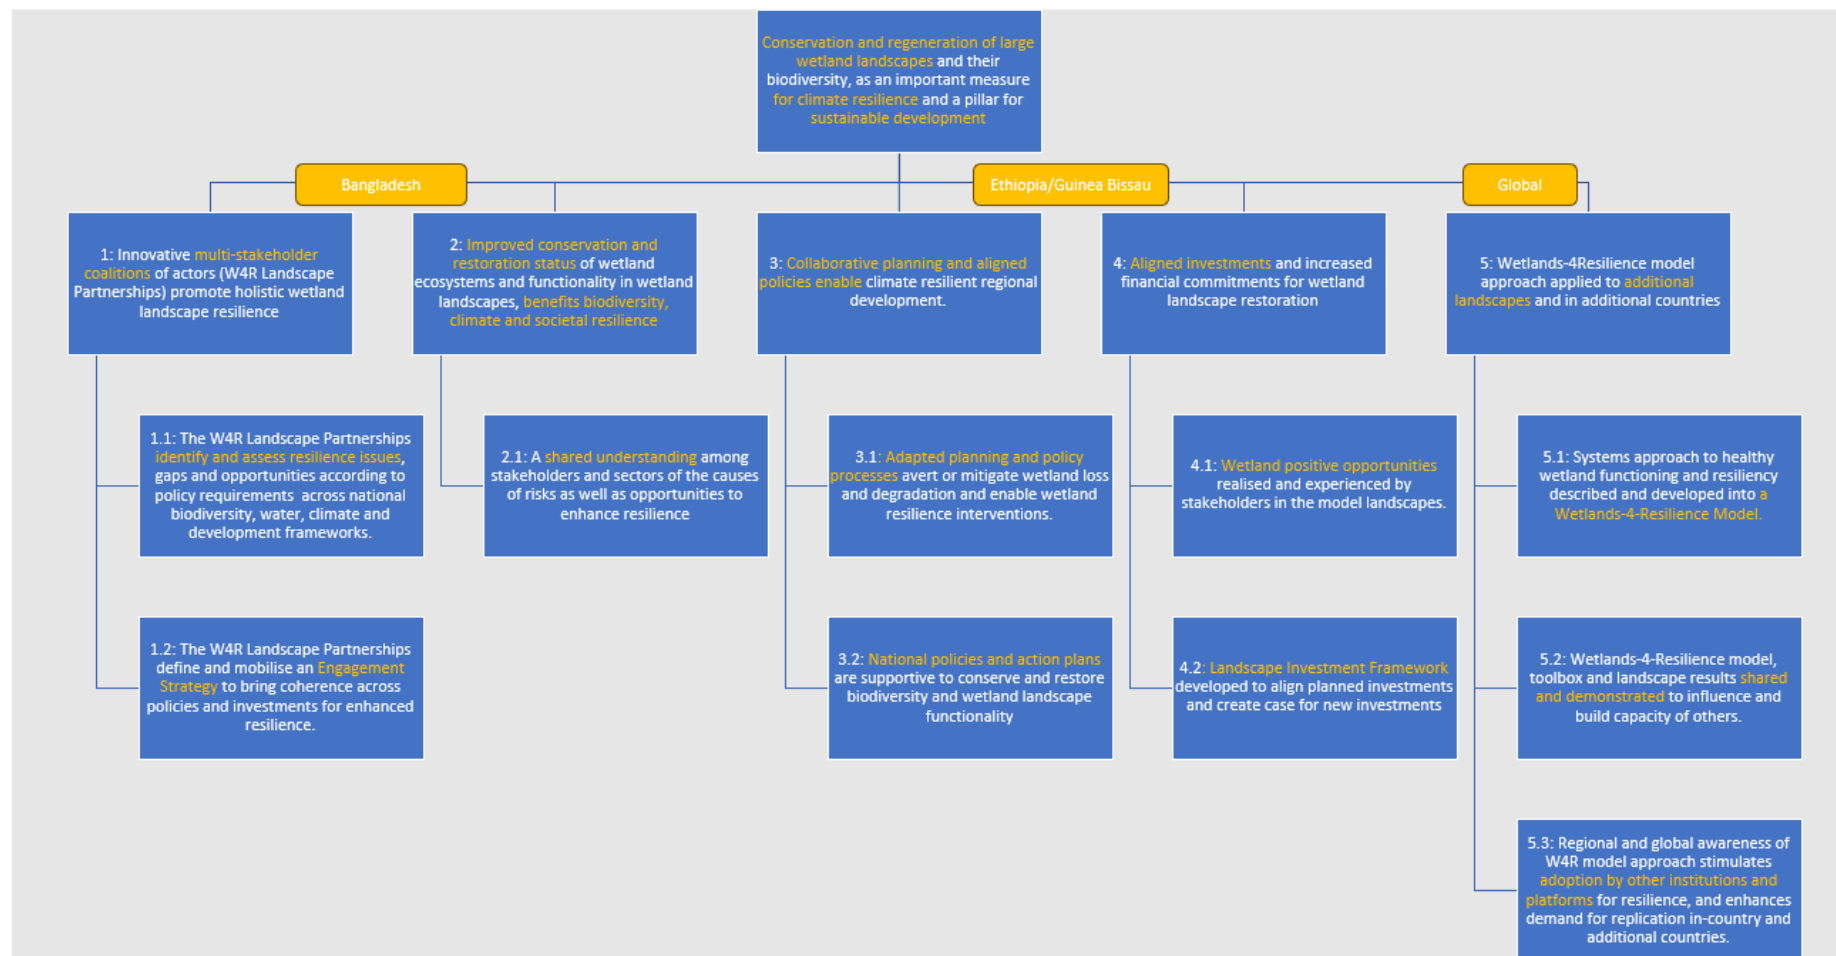 Conservation and regeneration of large
wetland landscapes and their
biodiversity, as an important measure
for climate resilience and a pillar for
sustainable development
Bangladesh
Ethiopia/Guinea Bissau
Global
1: Innovative multi-stakeholder
coalitions of actors (W4R Landscape
Partnerships) promote holistic wetland
landscape resilience
2: Improved conservation and
restoration status of wetland
ecosystems and functionality in wetland
landscapes, benefits biodiversity,
climate and societal resilience
3: Collaborative planning and aligned
policies enable climate resilient regional
development.
4: Aligned investments and increased
financial commitments for wetland
landscape restoration
5: Wetlands-4Resilience model
approach applied to additional
landscapes and in additional countries
1.1: The W4R Landscape Partnerships
identify and assess resilience issues,
gaps and opportunities according to
policy requirements across national
biodiversity, water, climate and
development frameworks.
2.1: A shared understanding among
stakeholders and sectors of the causes
of risks as well as opportunities to
enhance resilience
3.1: Adapted planning and policy
processes avert or mitigate wetland loss
and degradation and enable wetland
resilience interventions.
4.1: Wetland positive opportunities
realised and experienced by
stakeholders in the model landscapes.
5.1: Systems approach to healthy
wetland functioning and resiliency
described and developed into a
Wetlands-4-Resilience Model.
1.2: The W4R Landscape Partnerships
define and mobilise an Engagement
Strategy to bring coherence across
policies and investments for enhanced
resilience.
3.2: National policies and action plans
are supportive to conserve and restore
biodiversity and wetland landscape
functionality
4.2: Landscape Investment Framework
developed to align planned investments
and create case for new investments
5.2: Wetlands-4-Resilience model,
toolbox and landscape results shared
and demonstrated to influence and
build capacity of others.
5.3: Regional and global awareness of
W4R model approach stimulates
adoption by other institutions and
platforms for resilience, and enhances
demand for replication in-country and
additional countries.